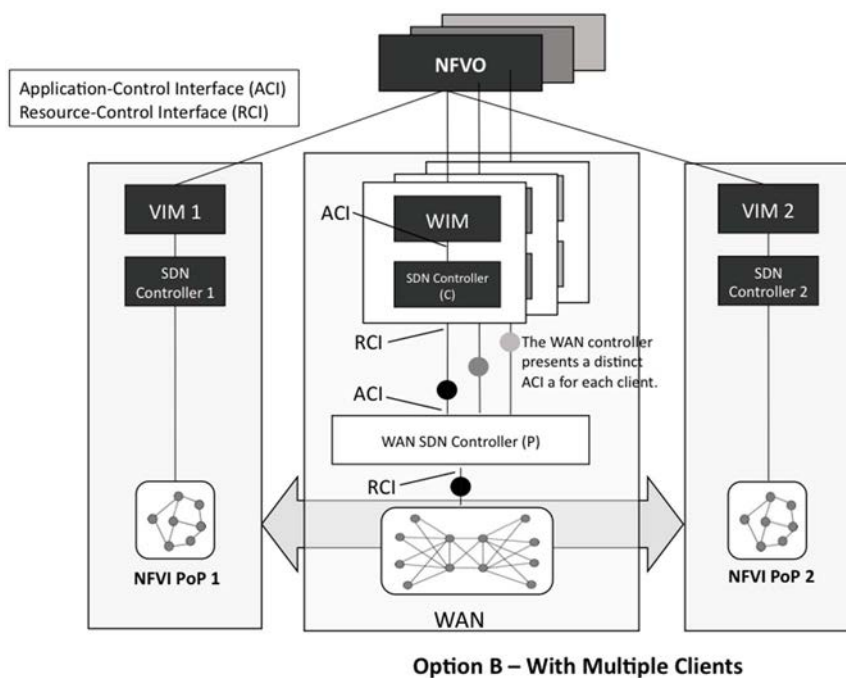 NFVO
Application-Control Interface (ACI)
Resource-Control Interface (RCI)
VIM 1
SDN
Controller 1
ACI
WIM
SDN Controller
(C)
VIM 2
SDN
Controller 2
RCI
The WAN controller
presents a distinct
ACI a for each client.
ACI
WAN SDN Controller (P)
RCI
NFVI PoP 1
WAN
NFVI PoP 2
Option B – With Multiple Clients